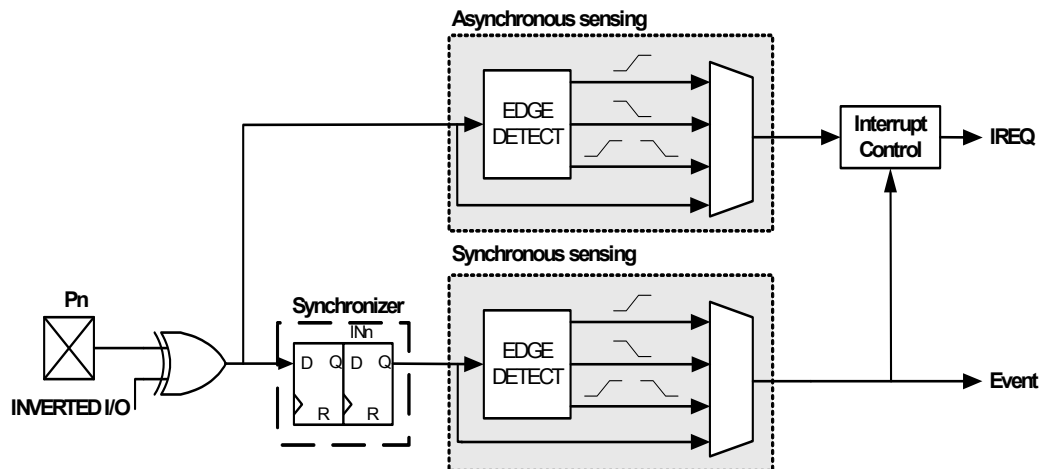 Asynchronous sensing
EDGE
DETECT
Interrupt
Control
IREQ
Synchronous sensing
Pn
Synchronizer
INn
D Q D Q
R R
EDGE
DETECT
INVERTED I/O
Event